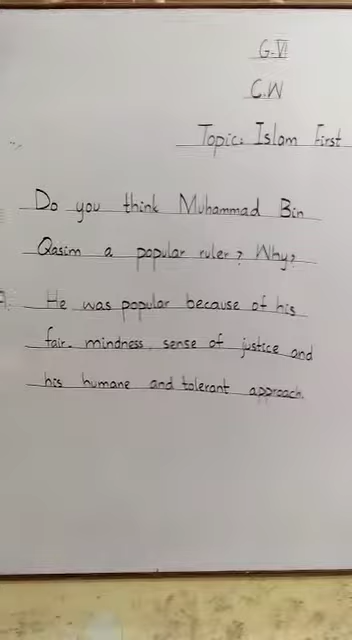 G.VI
C.W
Topic: Islam First
Do you think Muhammad Bin
Qasim a popular ruler? Why?
He was popular because of his
fair-mindness, sense of justice and
his humane and tolerant approach.